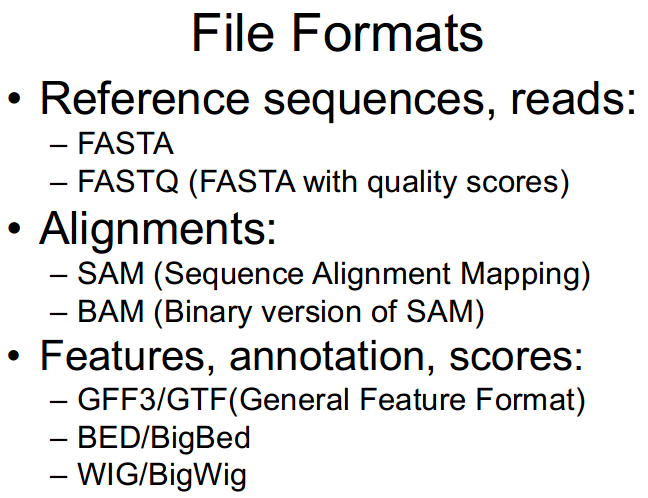 File Formats
• Reference sequences, reads:
– FASTA
– FASTQ (FASTA with quality scores)
• Alignments:
– SAM (Sequence Alignment Mapping)
– BAM (Binary version of SAM)
• Features, annotation, scores:
– GFF3/GTF(General Feature Format)
– BED/BigBed
– WIG/BigWig